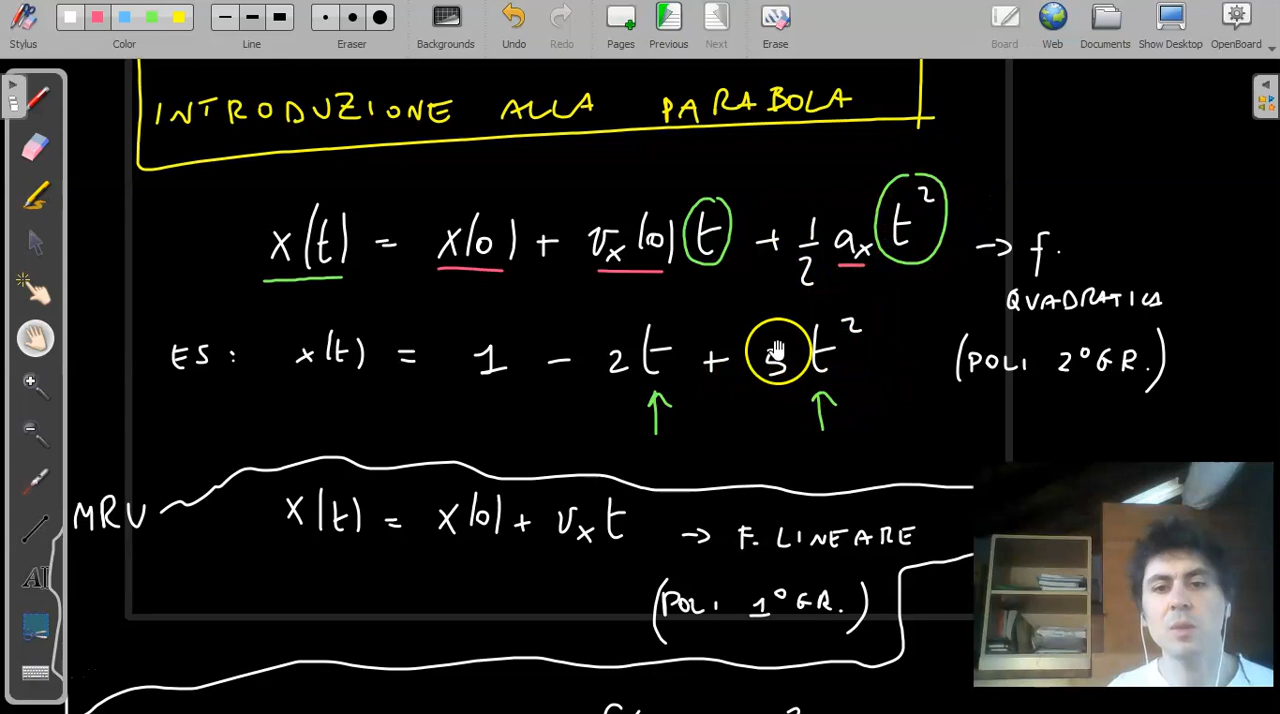 Stylus Color Line Eraser Backgrounds Undo Redo Pages Previous Next Erase Board Web Documents Show Desktop OpenBoard
INTRODUZIONE ALLA PARABOLA
x(t) = x(0) + vₓ(0) t + 1/2 aₓ t² → f.
QUADRATICA
ES: x(t) = 1 - 2t + 3t²
(POLI 2° GR.)
MRU
x(t) = x(0) + vₓ t → F. LINEARE
(POLI. 1° GR.)